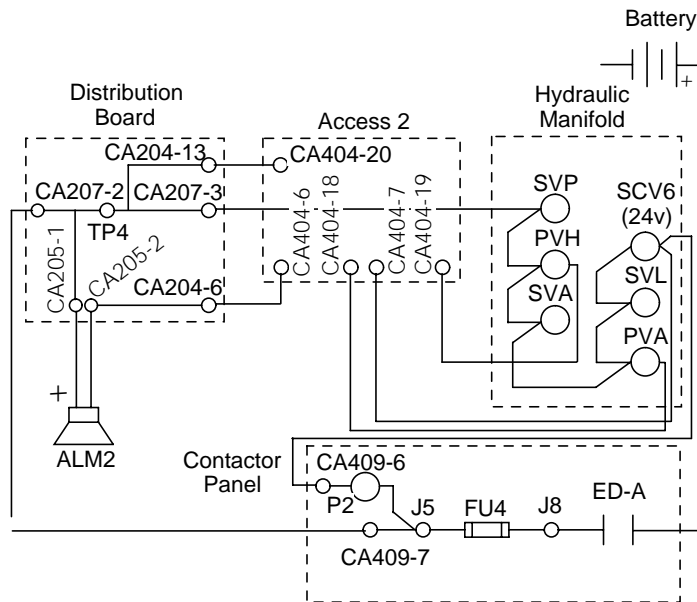 Battery
+
Distribution
Board
Access 2
Hydraulic
Manifold
CA204-13
CA404-20
CA207-2
CA207-3
TP4
CA205-1
CA205-2
CA204-6
CA404-6
CA404-18
CA404-7
CA404-19
SVP
SCV6
(24v)
PVH
SVL
SVA
PVA
+
ALM2
Contactor
Panel
CA409-6
P2
J5
FU4
J8
ED-A
CA409-7